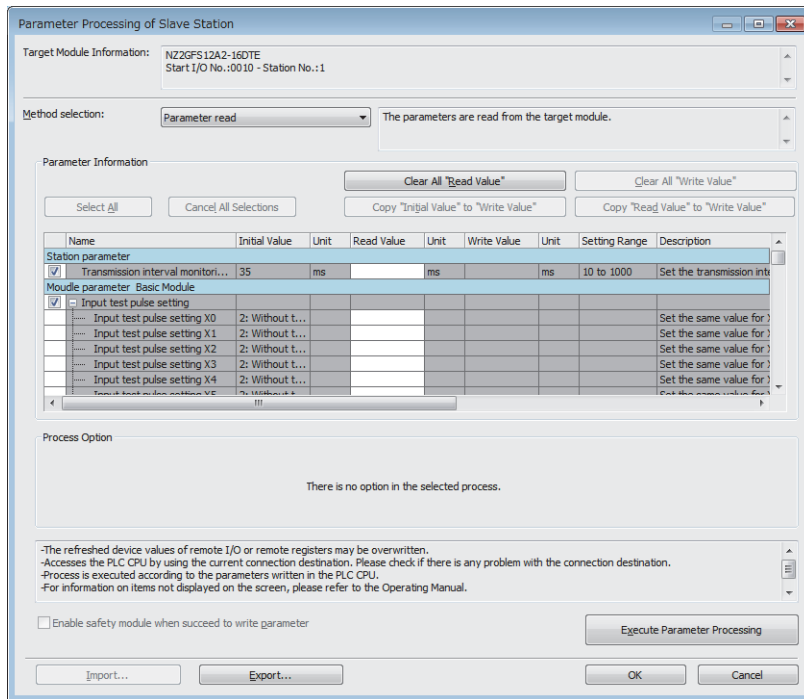 Parameter Processing of Slave Station
Target Module Information:
NZ2GFS12A2-16DTE
Start I/O No.:0010 - Station No.:1
Method selection:
Parameter read
The parameters are read from the target module.
Parameter Information
Clear All "Read Value"
Clear All "Write Value"
Select All
Cancel All Selections
Copy "Initial Value" to "Write Value"
Copy "Read Value" to "Write Value"
Name Initial Value Unit Read Value Unit Write Value Unit Setting Range Description
Station parameter
Transmission interval monitori... 35 ms ms ms 10 to 1000 Set the transmission inte
Moudle parameter Basic Module
Input test pulse setting
Input test pulse setting X0 2: Without t... Set the same value for X
Input test pulse setting X1 2: Without t... Set the same value for X
Input test pulse setting X2 2: Without t... Set the same value for X
Input test pulse setting X3 2: Without t... Set the same value for X
Input test pulse setting X4 2: Without t... Set the same value for X
Input test pulse setting X5 2: Without t... Set the same value for X
Process Option
There is no option in the selected process.
-The refreshed device values of remote I/O or remote registers may be overwritten.
-Accesses the PLC CPU by using the current connection destination. Please check if there is any problem with the connection destination.
-Process is executed according to the parameters written in the PLC CPU.
-For information on items not displayed on the screen, please refer to the Operating Manual.
Enable safety module when succeed to write parameter
Execute Parameter Processing
Import...
Export...
OK
Cancel